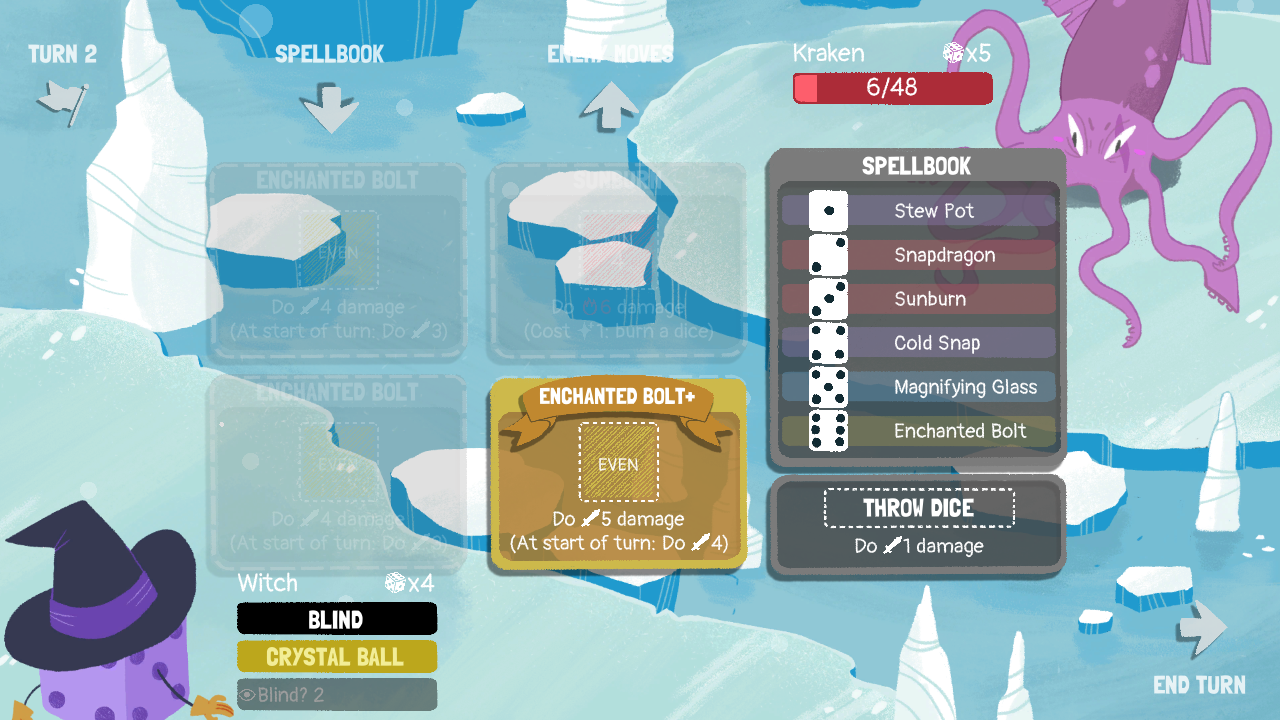 TURN 2
SPELLBOOK
ENEMY MOVES
Kraken
x5
6/48
ENCHANTED BOLT
EVEN
Do 4 damage
(At start of turn: Do 3)
SUNBURN
Do 6 damage
(Cost 1: burn a dice)
ENCHANTED BOLT
EVEN
Do 4 damage
(At start of turn: Do 3)
ENCHANTED BOLT+
EVEN
Do 5 damage
(At start of turn: Do 4)
SPELLBOOK
Stew Pot
Snapdragon
Sunburn
Cold Snap
Magnifying Glass
Enchanted Bolt
THROW DICE
Do 1 damage
Witch
x4
BLIND
CRYSTAL BALL
Blind? 2
END TURN